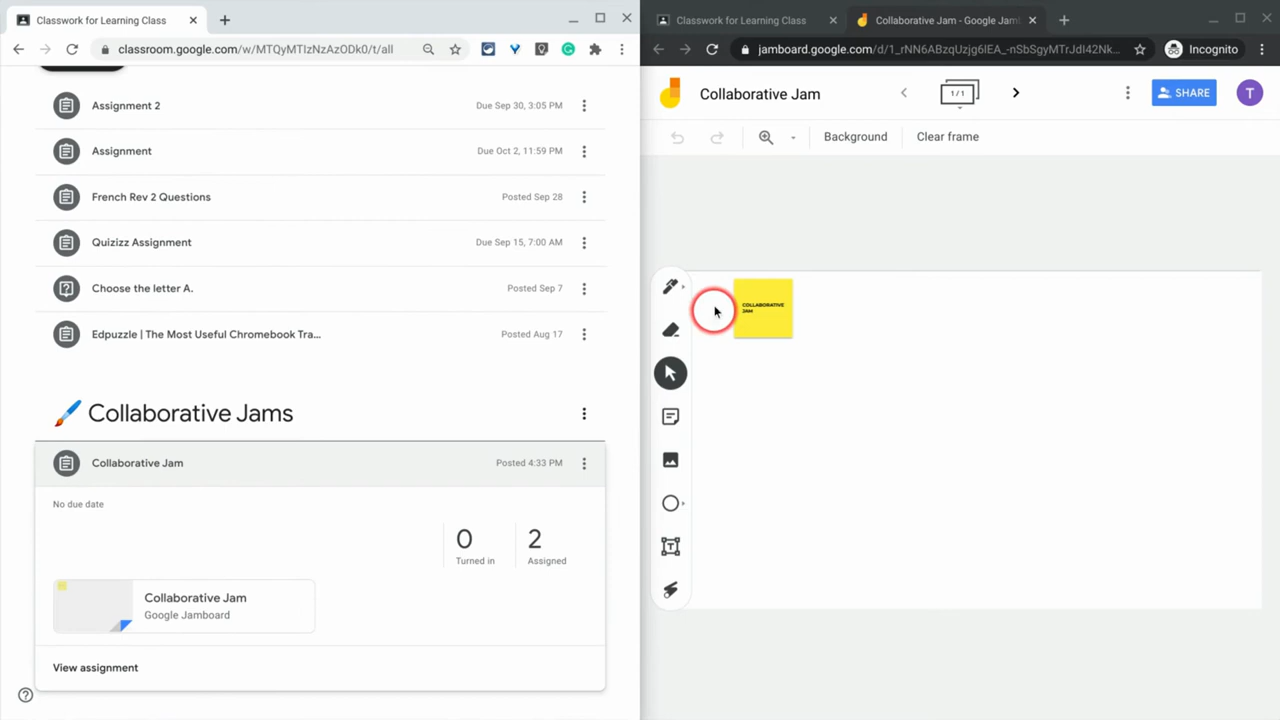 Classwork for Learning Class
classroom.google.com/w/MTQyMTIzNzAzODk0/t/all
Assignment 2
Due Sep 30, 3:05 PM
Assignment
Due Oct 2, 11:59 PM
French Rev 2 Questions
Posted Sep 28
Quizizz Assignment
Due Sep 15, 7:00 AM
Choose the letter A.
Posted Sep 7
Edpuzzle | The Most Useful Chromebook Tra...
Posted Aug 17
Collaborative Jams
Collaborative Jam
Posted 4:33 PM
No due date
0
Turned in
2
Assigned
Collaborative Jam
Google Jamboard
View assignment
Classwork for Learning Class
Collaborative Jam - Google Jamb
jamboard.google.com/d/1_rNN6ABzqUzjg6lEA_-nSbSgyMTrJdI42Nk...
Incognito
Collaborative Jam
1/1
SHARE
T
Background
Clear frame
COLLABORATIVE
JAM